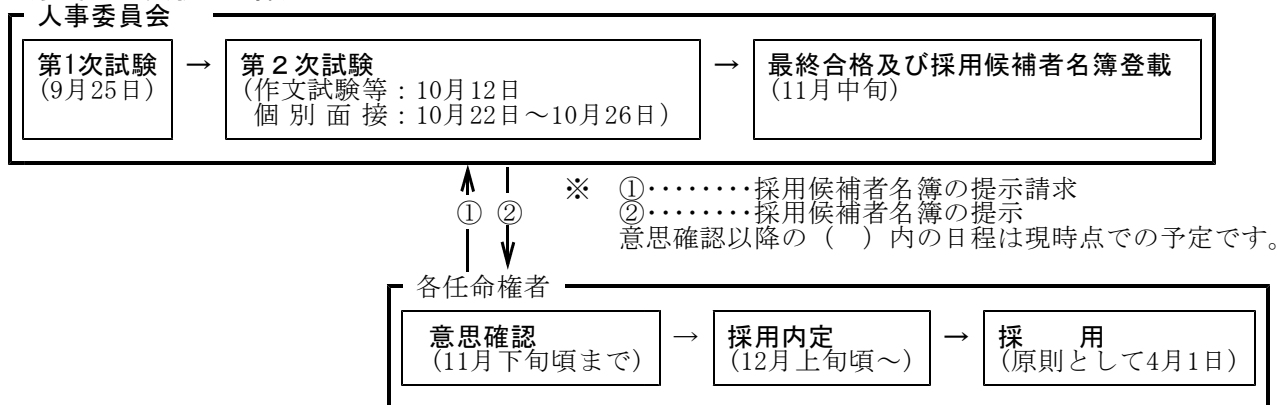 人事委員会
第1次試験
(9月25日)
→
第2次試験
(作文試験等：10月12日
個別面接：10月22日～10月26日)
→
最終合格及び採用候補者名簿登載
(11月中旬)
① ②
※ ①････････採用候補者名簿の提示請求
②････････採用候補者名簿の提示
意思確認以降の（　）内の日程は現時点での予定です。
各任命権者
意思確認
(11月下旬頃まで)
→
採用内定
(12月上旬頃～)
→
採　用
(原則として4月1日)